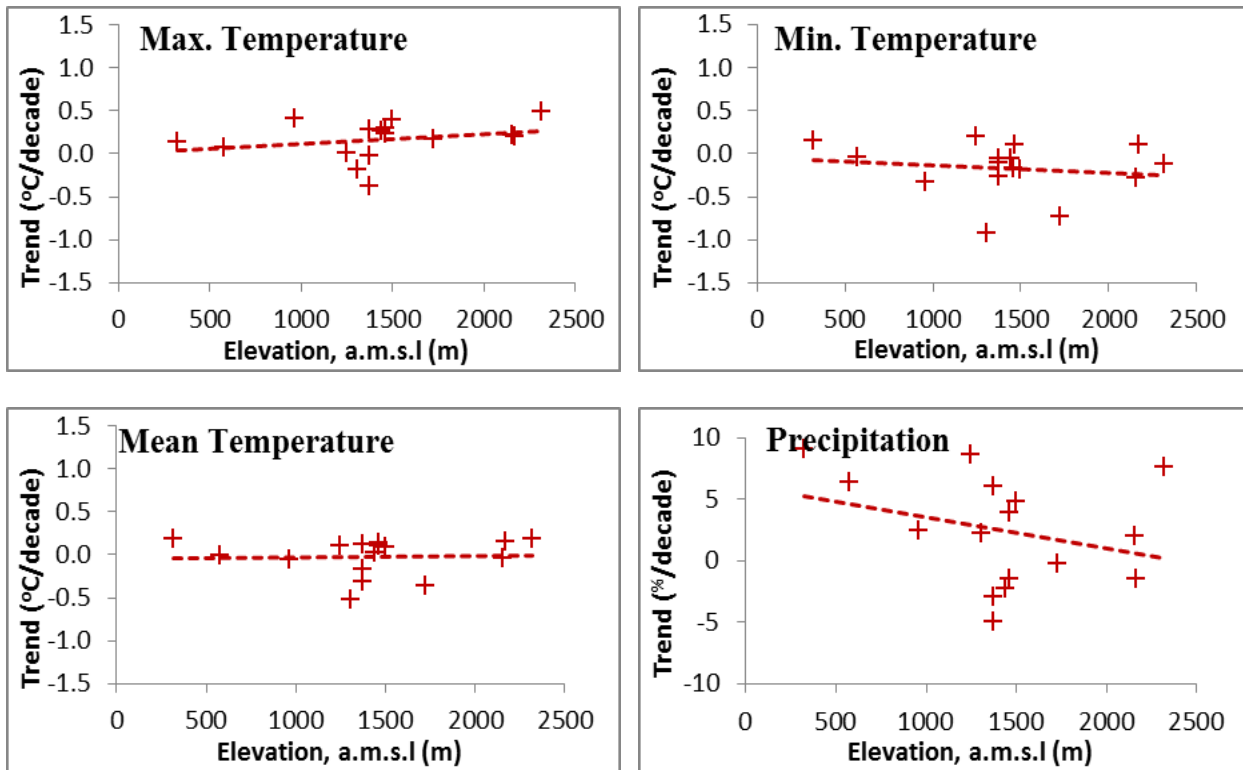 Max. Temperature
Trend (ºC/decade)
1.5
1.0
0.5
0.0
-0.5
-1.0
-1.5
0 500 1000 1500 2000 2500
Elevation, a.m.s.l (m)
Min. Temperature
Trend (ºC/decade)
1.5
1.0
0.5
0.0
-0.5
-1.0
-1.5
0 500 1000 1500 2000 2500
Elevation, a.m.s.l (m)
Mean Temperature
Trend (ºC/decade)
1.5
1.0
0.5
0.0
-0.5
-1.0
-1.5
0 500 1000 1500 2000 2500
Elevation, a.m.s.l (m)
Precipitation
Trend (%/decade)
10
5
0
-5
-10
0 500 1000 1500 2000 2500
Elevation, a.m.s.l (m)